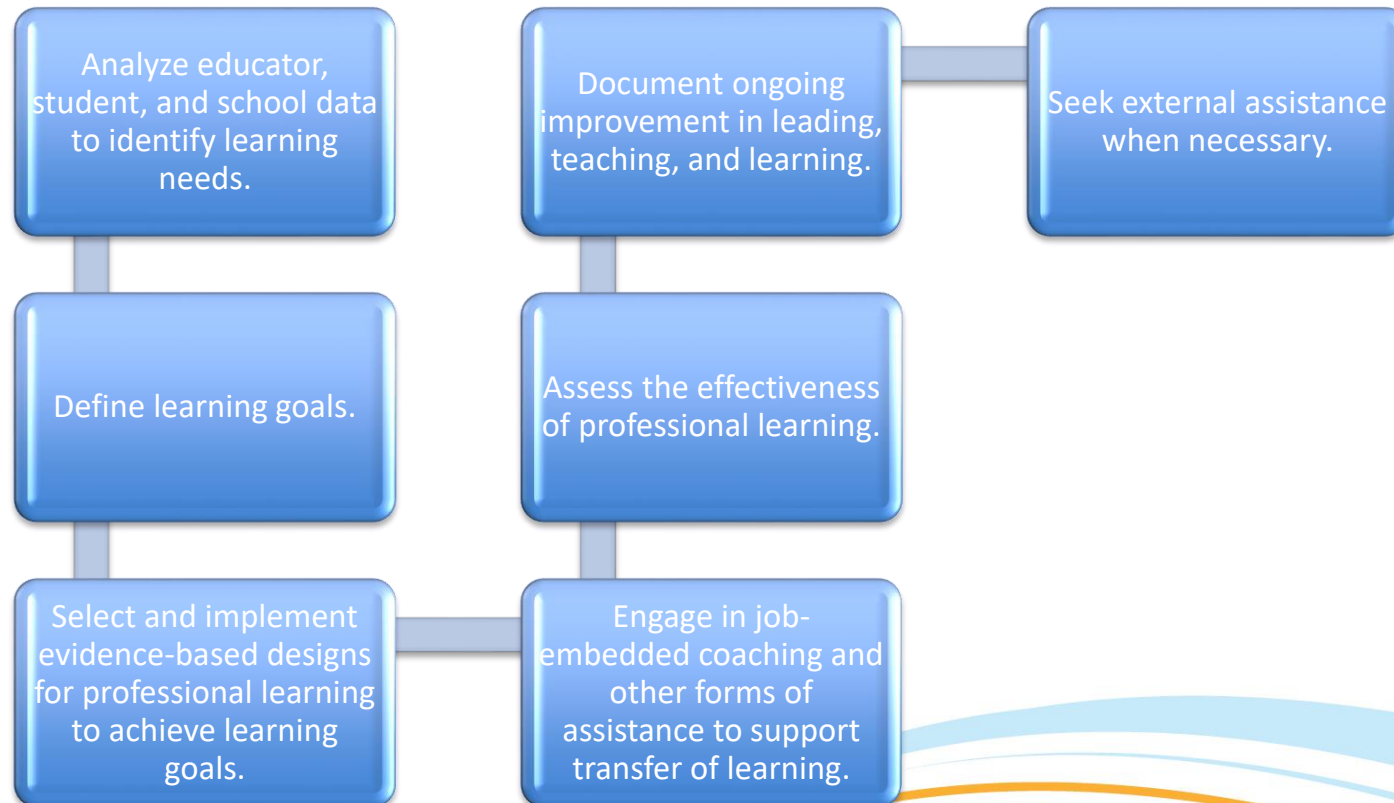 Analyze educator,
student, and school data
to identify learning
needs.
Define learning goals.
Select and implement
evidence-based designs
for professional learning
to achieve learning
goals.
Engage in job-
embedded coaching and
other forms of
assistance to support
transfer of learning.
Assess the effectiveness
of professional learning.
Document ongoing
improvement in leading,
teaching, and learning.
Seek external assistance
when necessary.